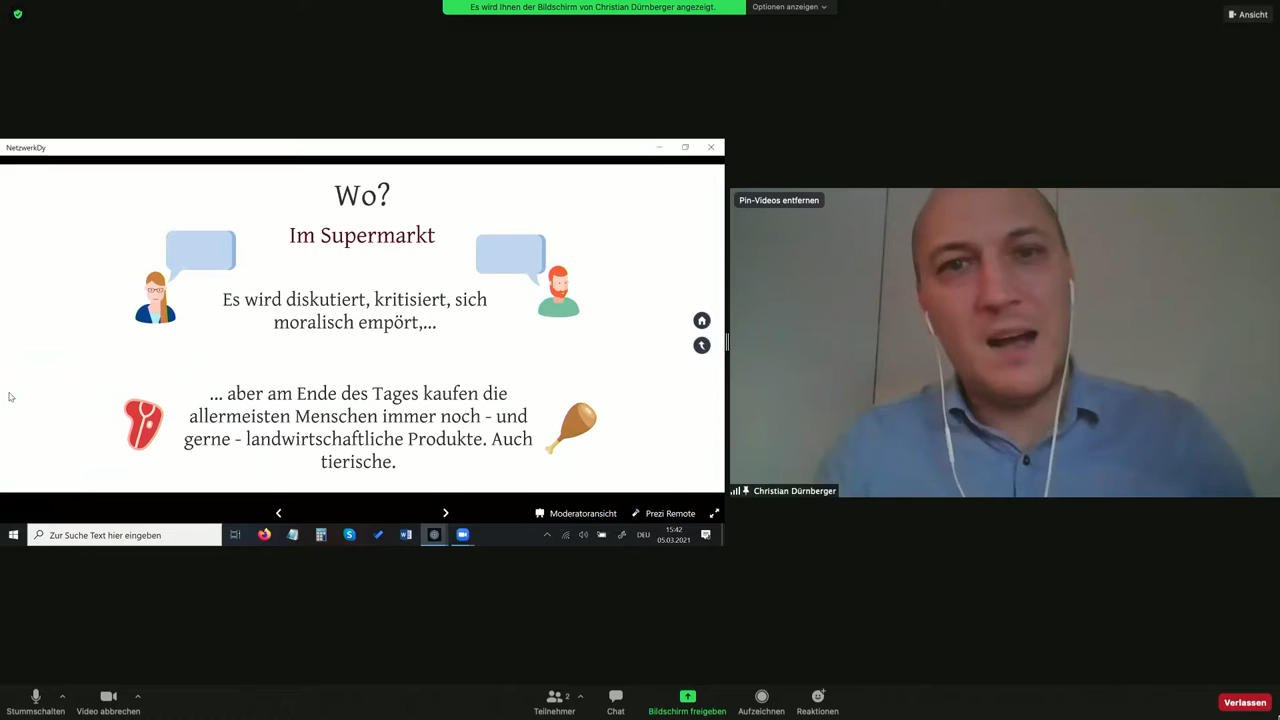 Es wird Ihnen der Bildschirm von Christian Dürnberger angezeigt.
Optionen anzeigen
Ansicht
NetzwerkDy
Wo?
Im Supermarkt
Es wird diskutiert, kritisiert, sich
moralisch empört,...
... aber am Ende des Tages kaufen die
allermeisten Menschen immer noch - und
gerne - landwirtschaftliche Produkte. Auch
tierische.
Moderatoransicht
Prezi Remote
Zur Suche Text hier eingeben
DEU
15:42
05.03.2021
Pin-Videos entfernen
Christian Dürnberger
Stummschalten
Video abbrechen
2
Teilnehmer
Chat
Bildschirm freigeben
Aufzeichnen
Reaktionen
Verlassen